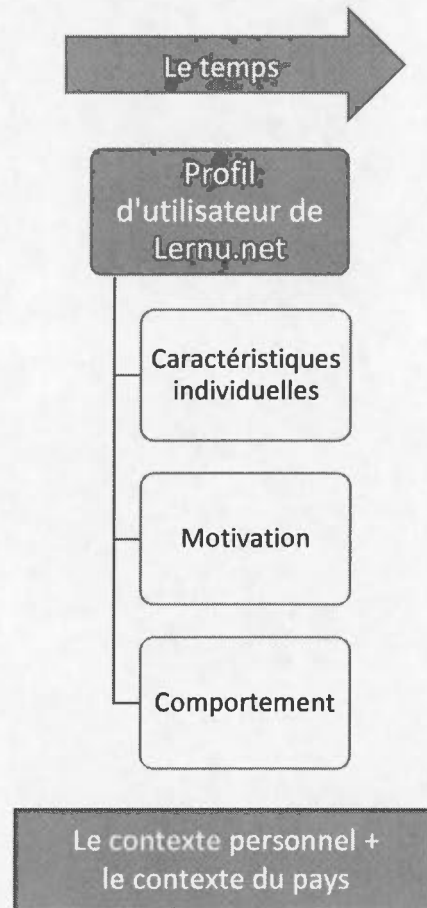 Le temps
Profil
d'utilisateur de
Lernu.net
Caractéristiques
individuelles
Motivation
Comportement
Le contexte personnel +
le contexte du pays